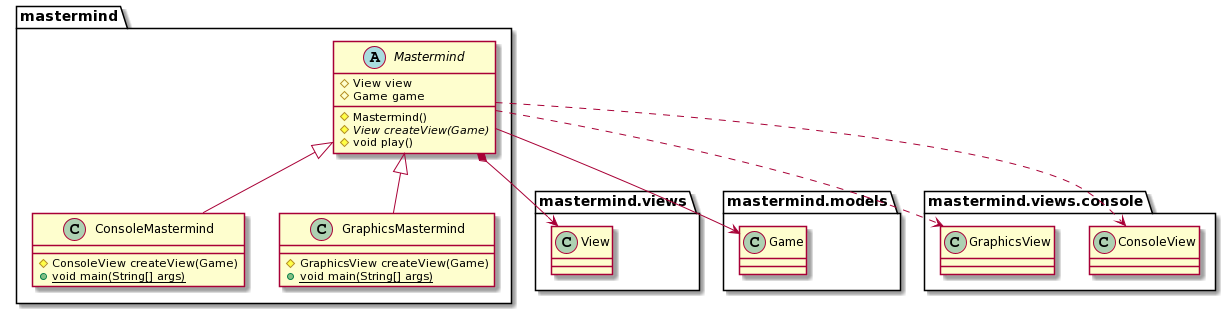 mastermind
A Mastermind
View view
Game game
Mastermind()
View createView(Game)
void play()
C ConsoleMastermind
ConsoleView createView(Game)
void main(String[] args)
C GraphicsMastermind
GraphicsView createView(Game)
void main(String[] args)
mastermind.views
C View
mastermind.models
C Game
mastermind.views.console
C GraphicsView
C ConsoleView